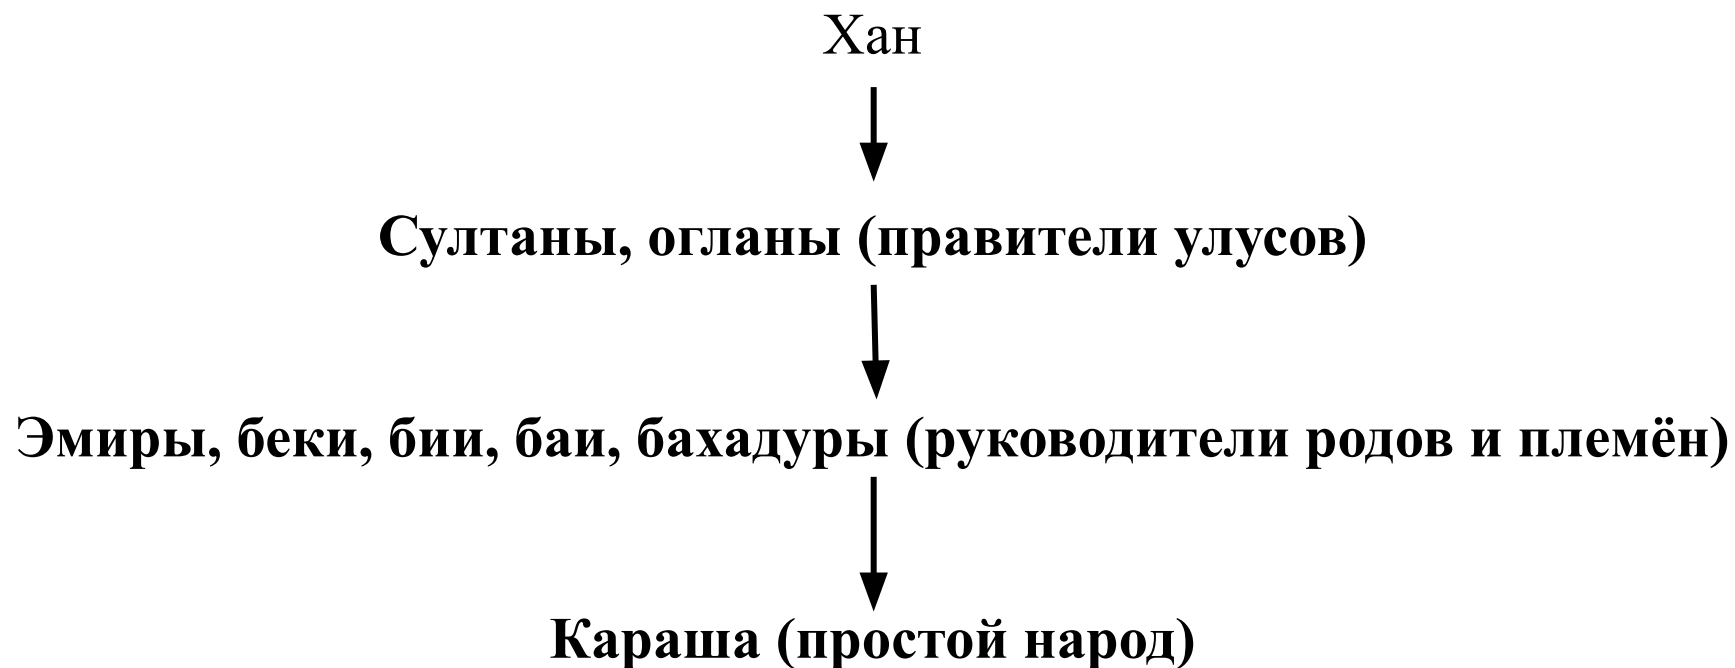 Хан
Султаны, огланы (правители улусов)
Эмиры, беки, бии, баи, бахадуры (руководители родов и племён)
Караша (простой народ)